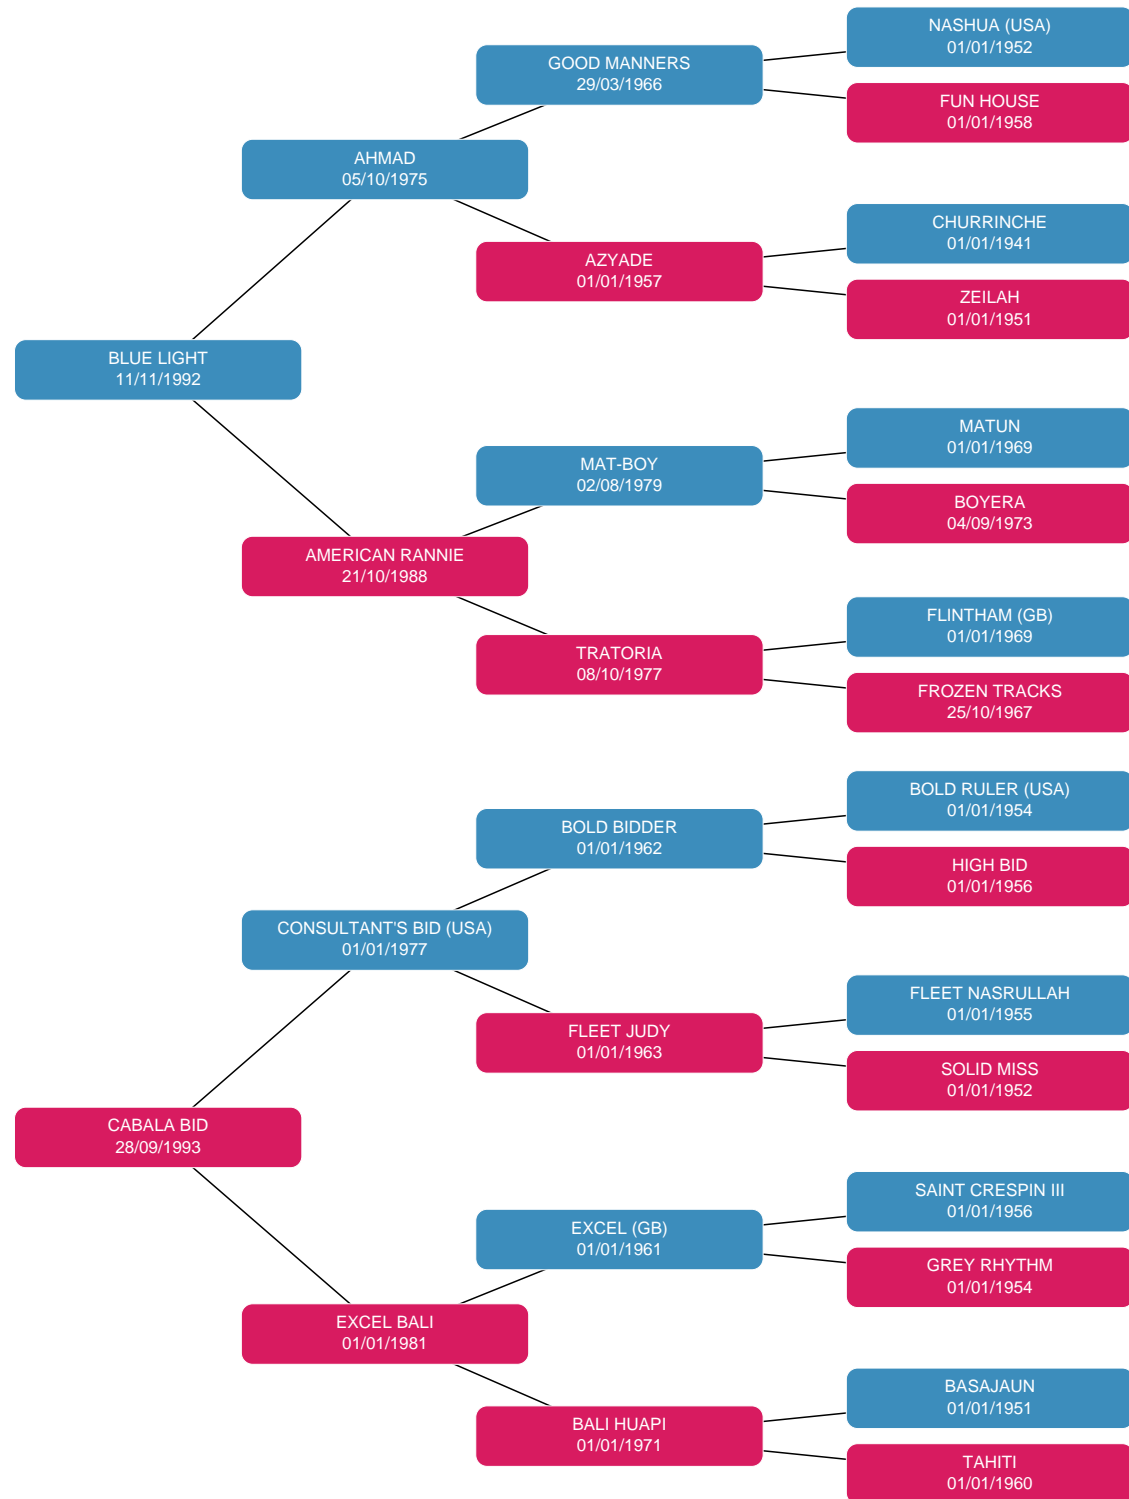 NASHUA (USA)
01/01/1952
GOOD MANNERS
29/03/1966
FUN HOUSE
01/01/1958
AHMAD
05/10/1975
CHURRINCHE
01/01/1941
AZYADE
01/01/1957
ZEILAH
01/01/1951
BLUE LIGHT
11/11/1992
MATUN
01/01/1969
MAT-BOY
02/08/1979
BOYERA
04/09/1973
AMERICAN RANNIE
21/10/1988
FLINTHAM (GB)
01/01/1969
TRATORIA
08/10/1977
FROZEN TRACKS
25/10/1967
BOLD RULER (USA)
01/01/1954
BOLD BIDDER
01/01/1962
HIGH BID
01/01/1956
CONSULTANT'S BID (USA)
01/01/1977
FLEET NASRULLAH
01/01/1955
FLEET JUDY
01/01/1963
SOLID MISS
01/01/1952
CABALA BID
28/09/1993
SAINT CRESPIN III
01/01/1956
EXCEL (GB)
01/01/1961
GREY RHYTHM
01/01/1954
EXCEL BALI
01/01/1981
BASAJAUN
01/01/1951
BALI HUAPI
01/01/1971
TAHITI
01/01/1960